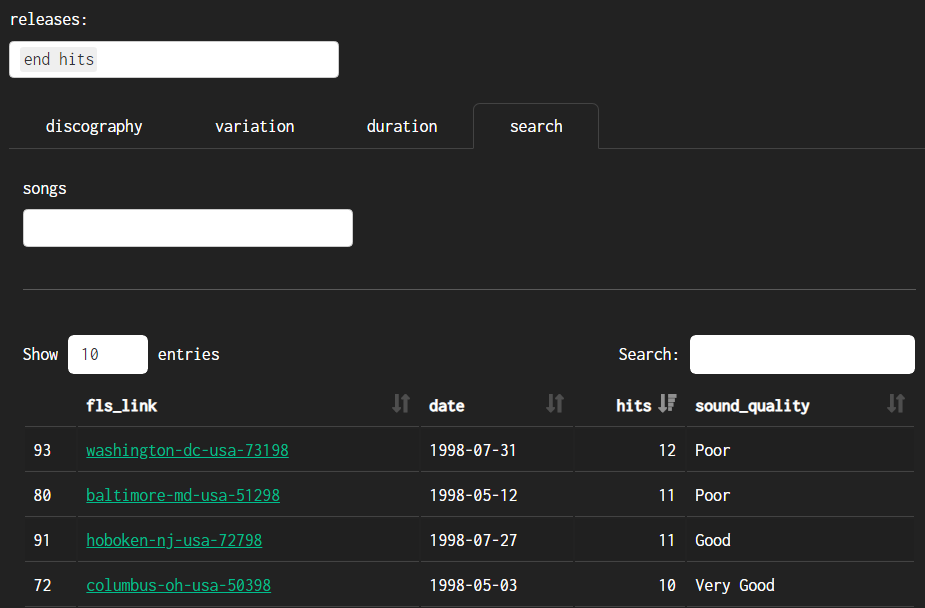 releases:
end hits
discography variation duration search
songs
Show 10 entries Search:
fls_link date hits sound_quality
93 washington-dc-usa-73198 1998-07-31 12 Poor
80 baltimore-md-usa-51298 1998-05-12 11 Poor
91 hoboken-nj-usa-72798 1998-07-27 11 Good
72 columbus-oh-usa-50398 1998-05-03 10 Very Good